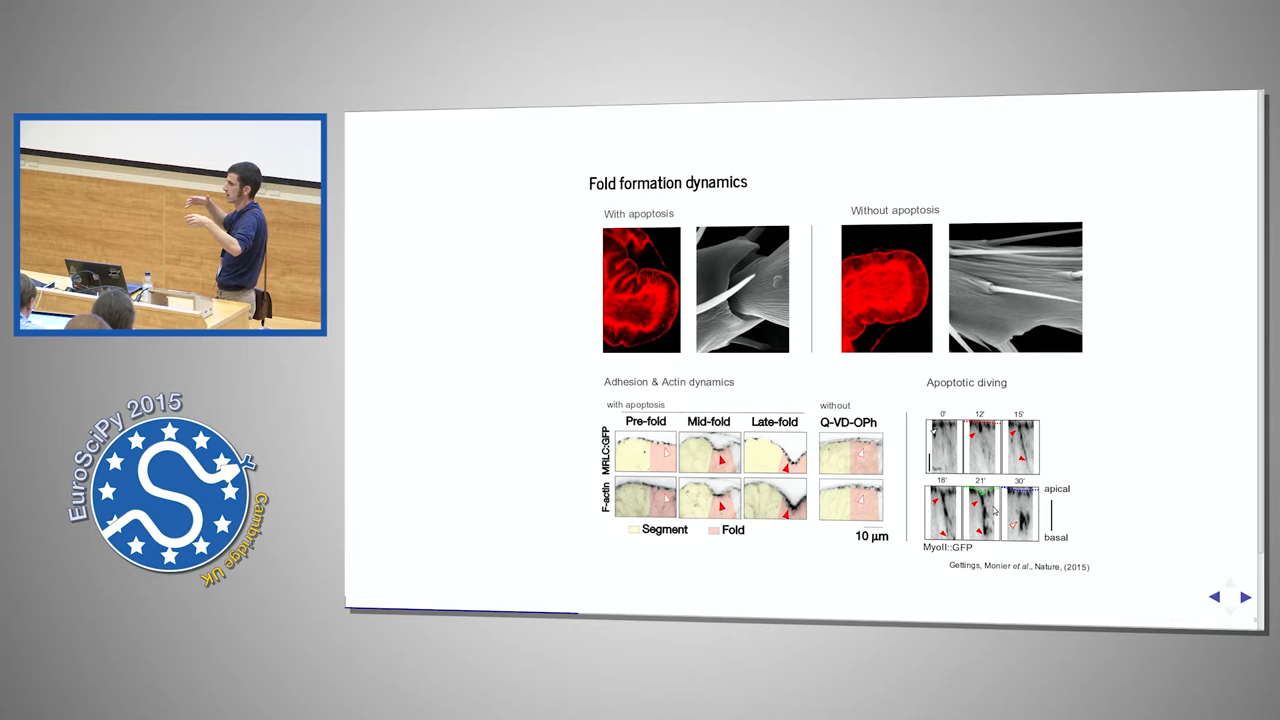 Fold formation dynamics
With apoptosis
Without apoptosis
Adhesion & Actin dynamics
with apoptosis
without
Pre-fold
Mid-fold
Late-fold
Q-VD-OPh
MRLC:GFP
F-actin
Segment
Fold
10 µm
Apoptotic diving
0'
12'
15'
18'
21'
30'
apical
basal
MyoII::GFP
Gettings, Monier et al., Nature, (2015)
EuroSciPy 2015
Cambridge UK